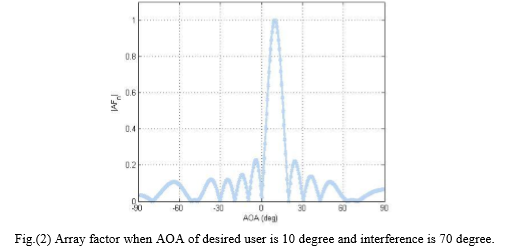 1
0.8
0.6
0.4
0.2
0
-90 -60 -30 0 30 60 90
|AFn|
AOA (deg)
Fig.(2) Array factor when AOA of desired user is 10 degree and interference is 70 degree.